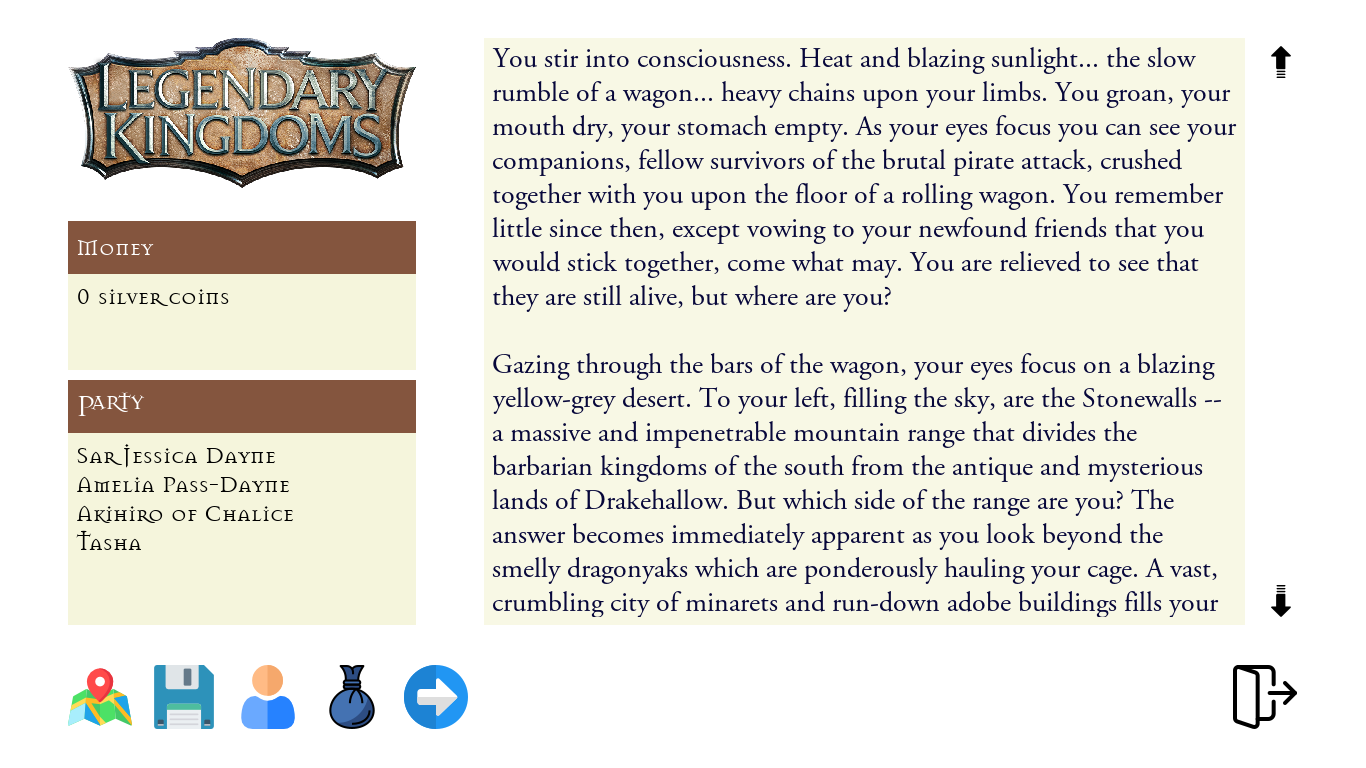 LEGENDARY
KINGDOMS
Money
0 silver coins
Party
Sar Jessica Dayne
Amelia Pass-Dayne
Akihiro of Chalice
Tasha
You stir into consciousness. Heat and blazing sunlight... the slow
rumble of a wagon... heavy chains upon your limbs. You groan, your
mouth dry, your stomach empty. As your eyes focus you can see your
companions, fellow survivors of the brutal pirate attack, crushed
together with you upon the floor of a rolling wagon. You remember
little since then, except vowing to your newfound friends that you
would stick together, come what may. You are relieved to see that
they are still alive, but where are you?
Gazing through the bars of the wagon, your eyes focus on a blazing
yellow-grey desert. To your left, filling the sky, are the Stonewalls --
a massive and impenetrable mountain range that divides the
barbarian kingdoms of the south from the antique and mysterious
lands of Drakehallow. But which side of the range are you? The
answer becomes immediately apparent as you look beyond the
smelly dragonyaks which are ponderously hauling your cage. A vast,
crumbling city of minarets and run-down adobe buildings fills your